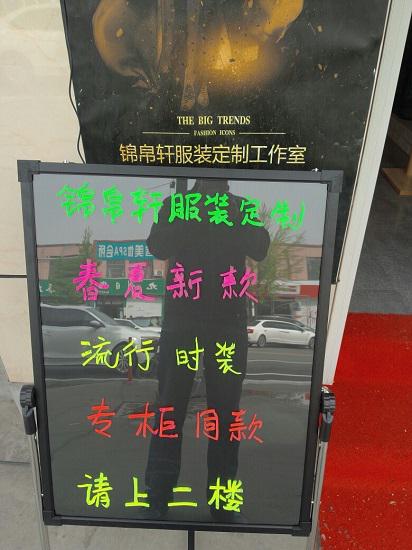 THE BIG TRENDS
FASHION ICONS
锦帛轩服装定制工作室
锦帛轩服装定制
春夏新款
流行时装
专柜同款
请上二楼